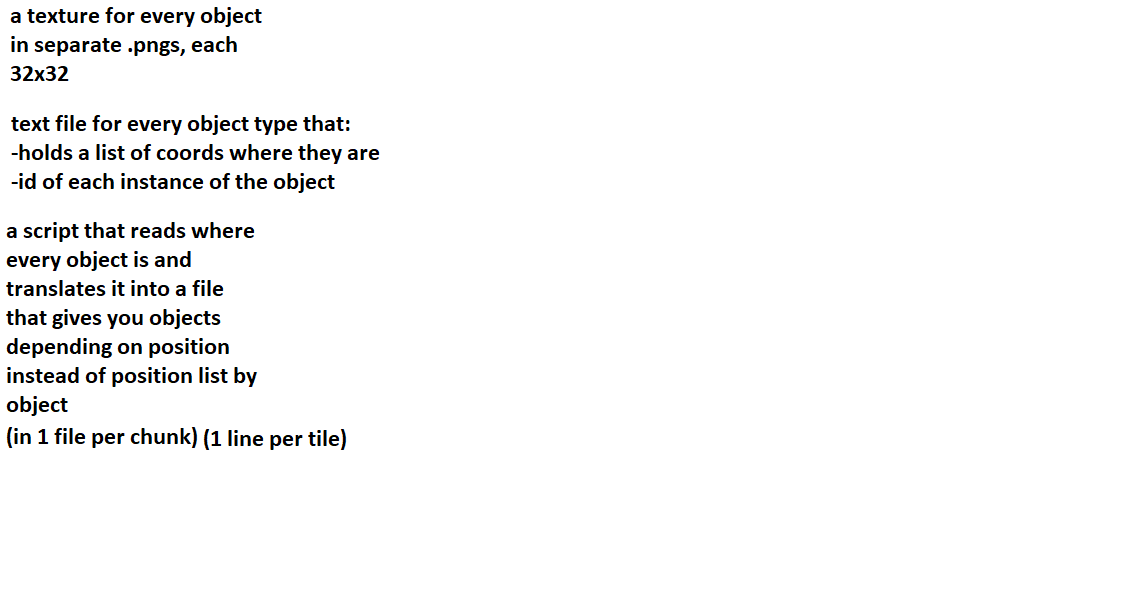 a texture for every object
in separate .pngs, each
32x32
text file for every object type that:
-holds a list of coords where they are
-id of each instance of the object
a script that reads where
every object is and
translates it into a file
that gives you objects
depending on position
instead of position list by
object
(in 1 file per chunk) (1 line per tile)